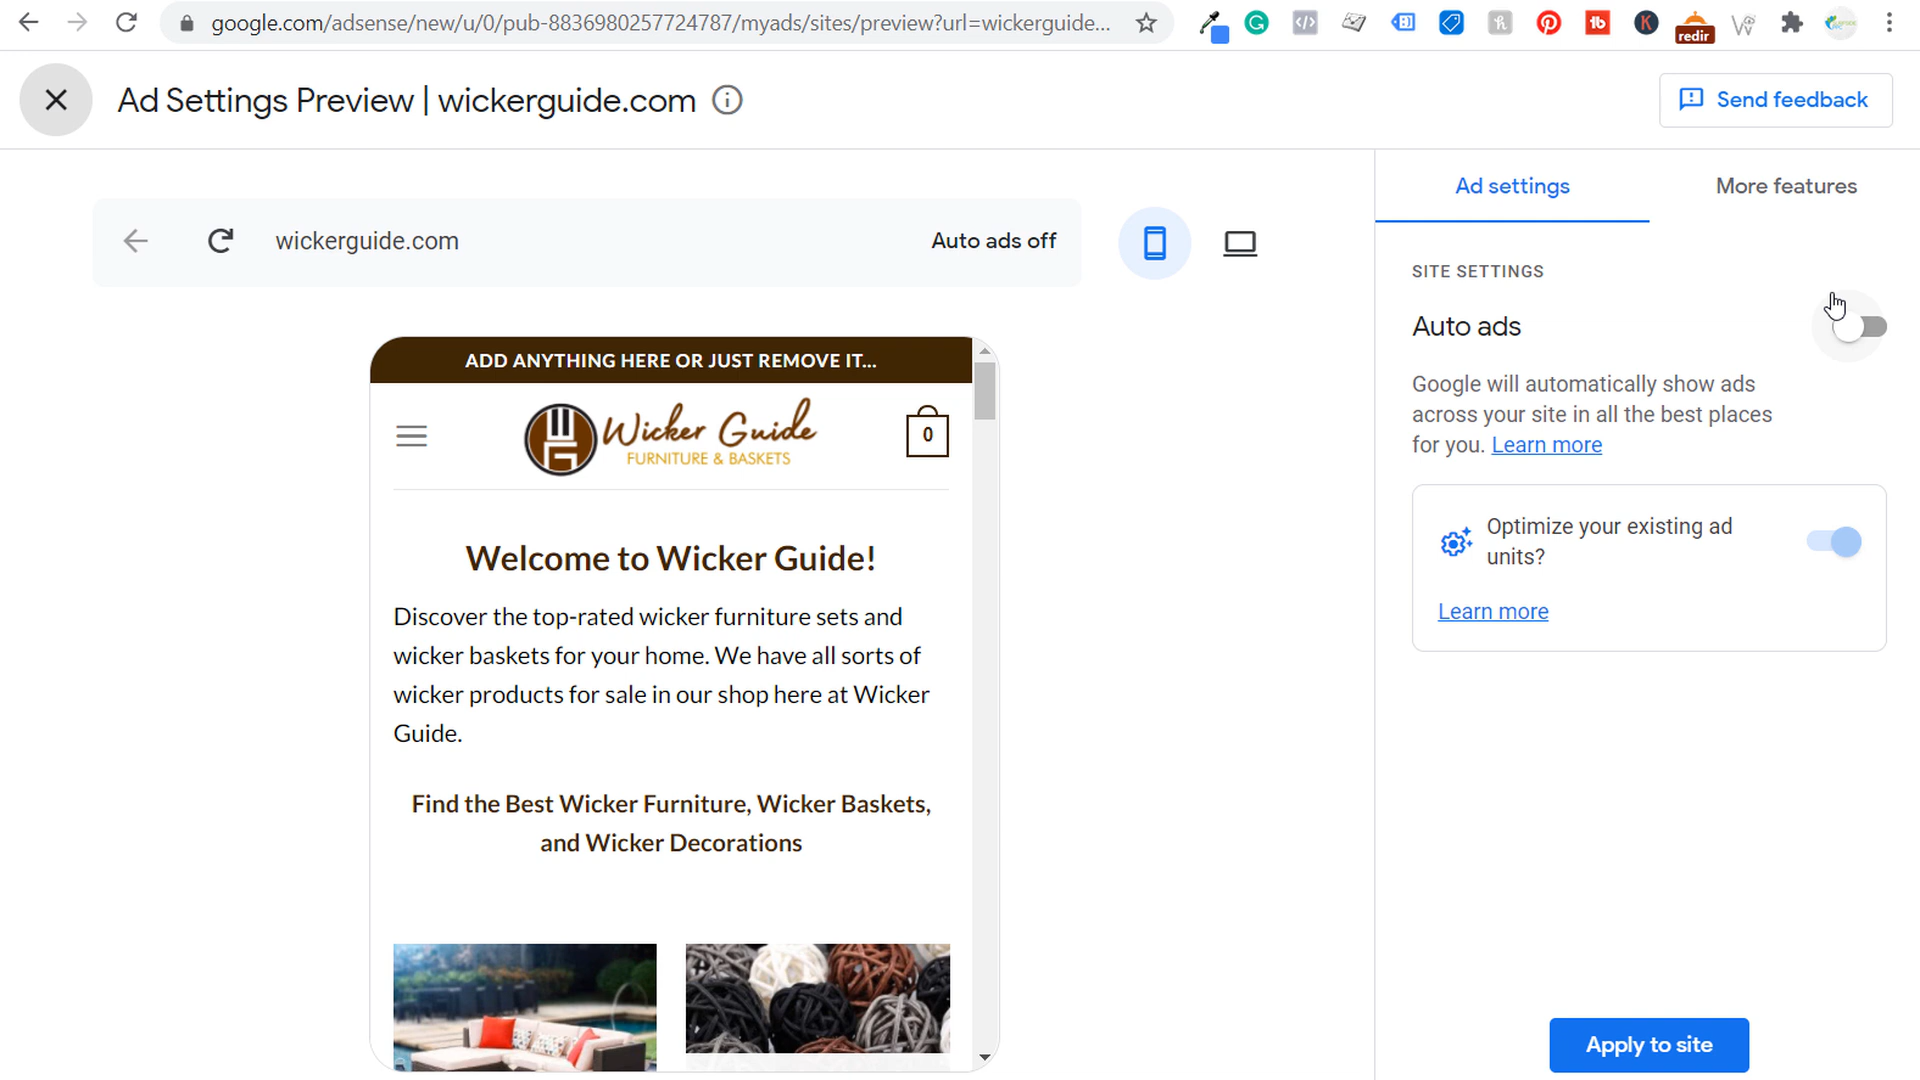 google.com/adsense/new/u/0/pub-8836980257724787/myads/sites/preview?url=wickerguide...
redir
Ad Settings Preview | wickerguide.com
Send feedback
Ad settings
More features
wickerguide.com
Auto ads off
SITE SETTINGS
Auto ads
Google will automatically show ads
across your site in all the best places
for you. Learn more
Optimize your existing ad
units?
Learn more
Apply to site
ADD ANYTHING HERE OR JUST REMOVE IT...
Wicker Guide
FURNITURE & BASKETS
0
Welcome to Wicker Guide!
Discover the top-rated wicker furniture sets and
wicker baskets for your home. We have all sorts of
wicker products for sale in our shop here at Wicker
Guide.
Find the Best Wicker Furniture, Wicker Baskets,
and Wicker Decorations